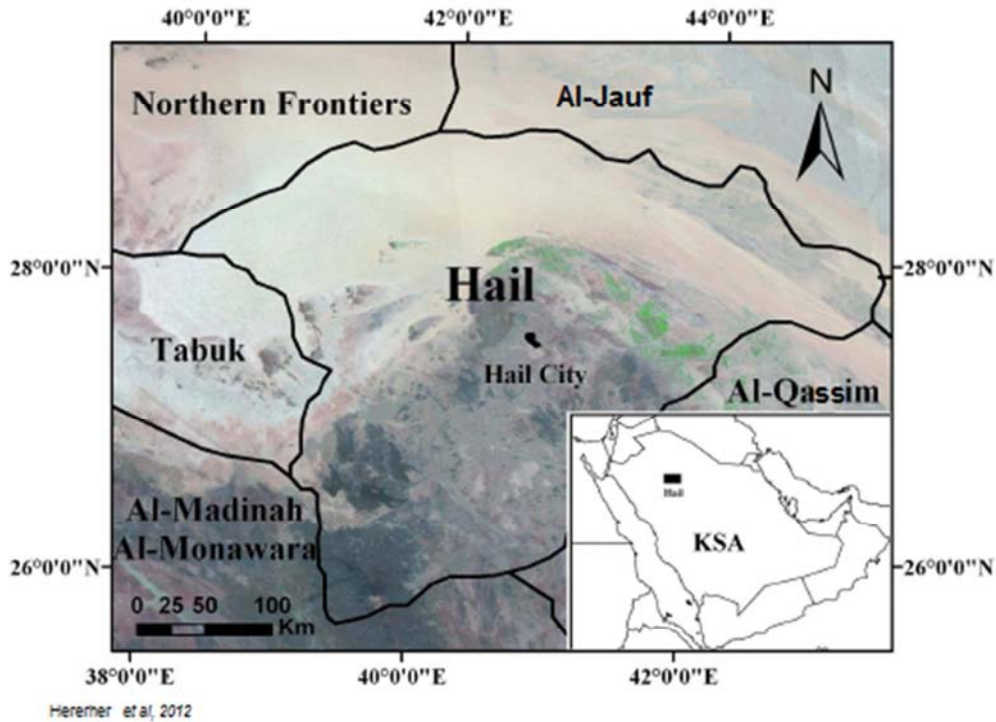 40°0'0"E 42°0'0"E 44°0'0"E
N
Northern Frontiers
Al-Jauf
28°0'0"N
28°0'0"N
Hail
Tabuk
Hail City
Al-Qassim
Hail
KSA
Al-Madinah
Al-Monawara
26°0'0"N
26°0'0"N
0 25 50 100
Km
38°0'0"E 40°0'0"E 42°0'0"E
Heremer et al, 2012